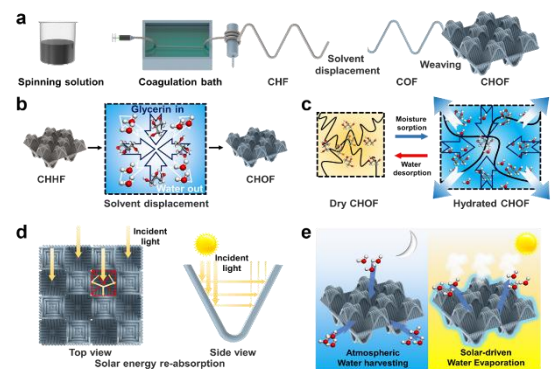 a
Spinning solution
Coagulation bath
CHF
Solvent
displacement
COF
Weaving
CHOF
b
Glycerin in
Water out
CHHF
Solvent displacement
CHOF
c
Moisture
sorption
Water
desorption
Dry CHOF
Hydrated CHOF
d
Incident
light
Incident
light
Top view
Side view
Solar energy re-absorption
e
Atmospheric
Water harvesting
Solar-driven
Water Evaporation